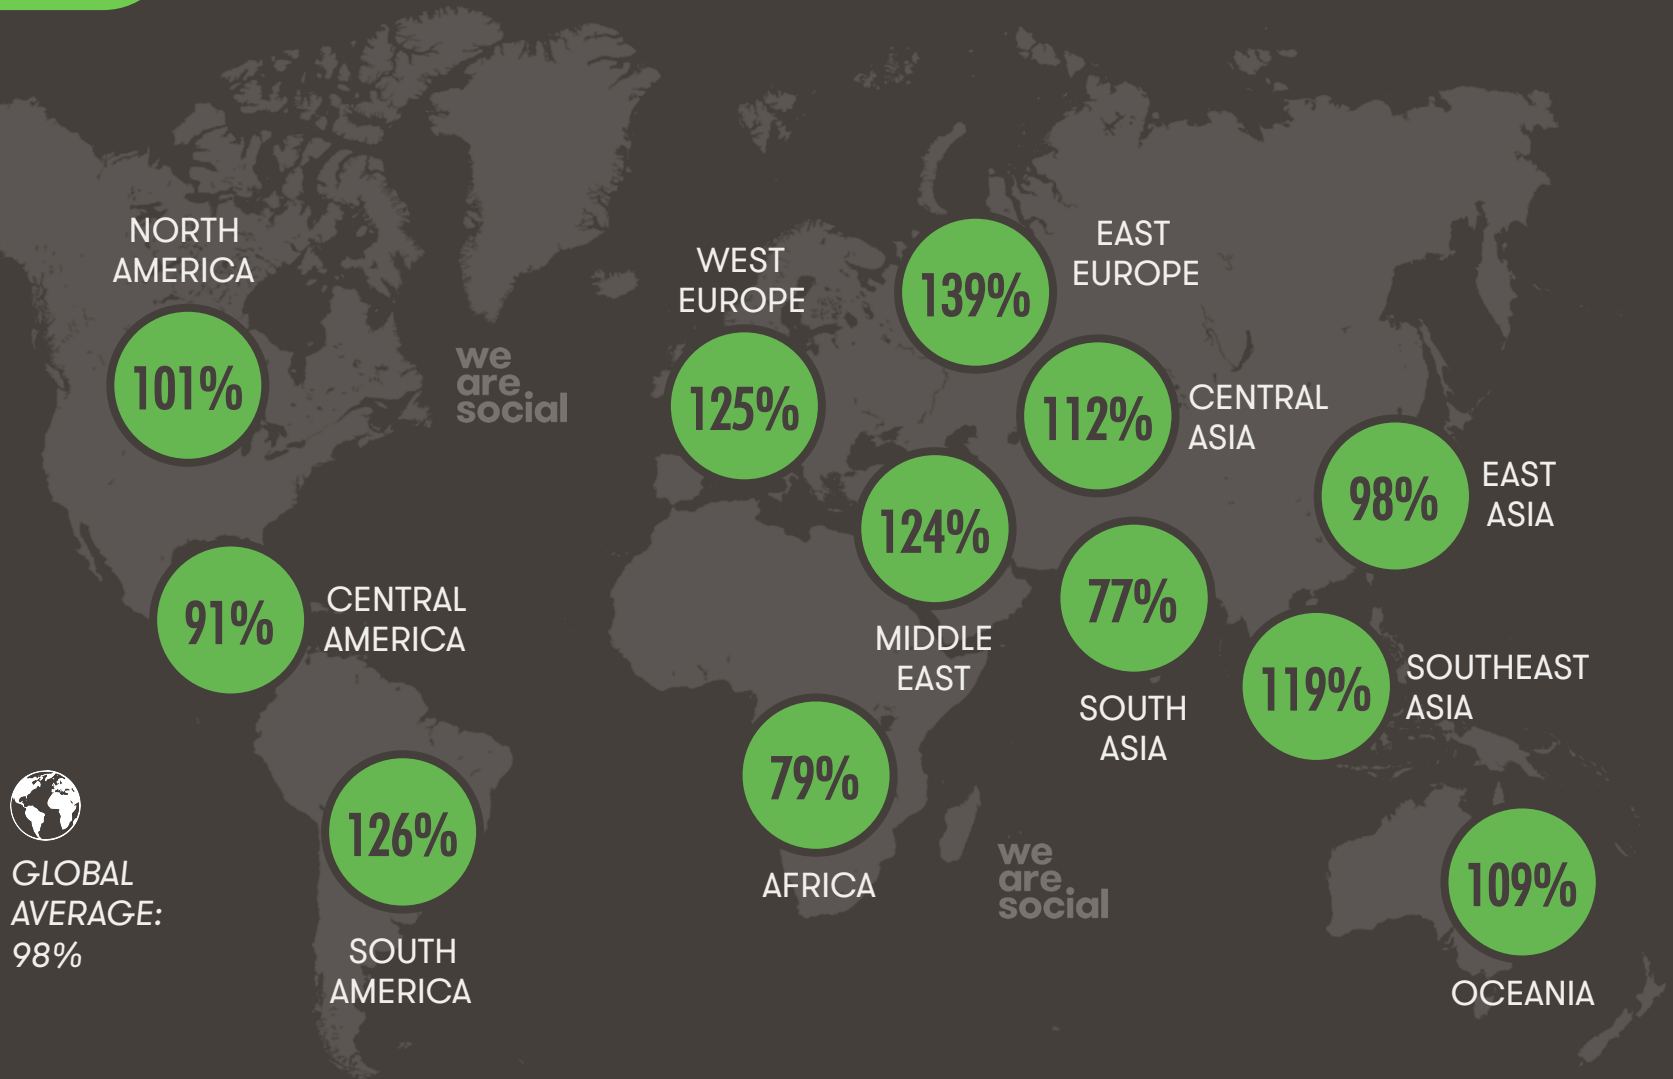 NORTH
AMERICA
101%
WEST
EUROPE
125%
139%
EAST
EUROPE
we
are
social
112%
CENTRAL
ASIA
98%
EAST
ASIA
124%
MIDDLE
EAST
77%
SOUTH
ASIA
91%
CENTRAL
AMERICA
119%
SOUTHEAST
ASIA
79%
AFRICA
126%
SOUTH
AMERICA
GLOBAL
AVERAGE:
98%
we
are
social
109%
OCEANIA